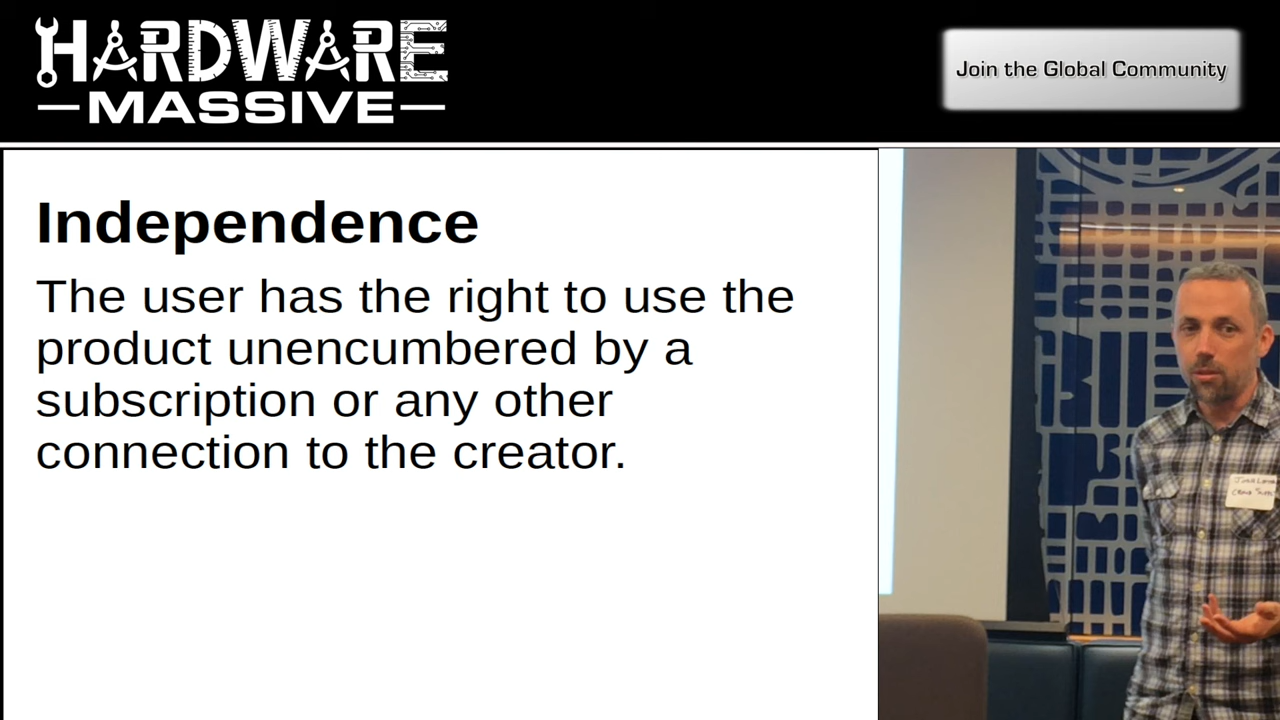 HARDWARE
MASSIVE
Join the Global Community
Independence
The user has the right to use the
product unencumbered by a
subscription or any other
connection to the creator.